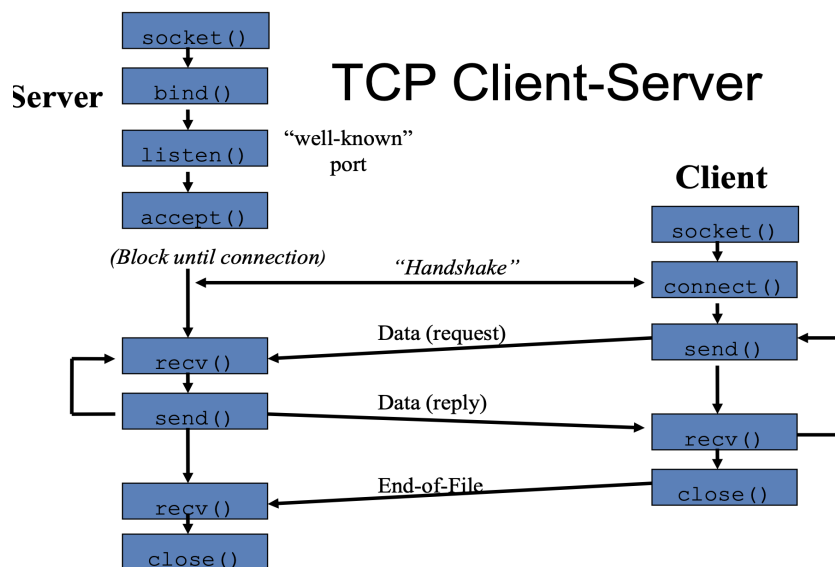 TCP Client-Server
Server
socket()
bind()
listen()
"well-known"
port
accept()
(Block until connection)
"Handshake"
Client
socket()
connect()
Data (request)
send()
recv()
Data (reply)
send()
recv()
End-of-File
recv()
close()
close()